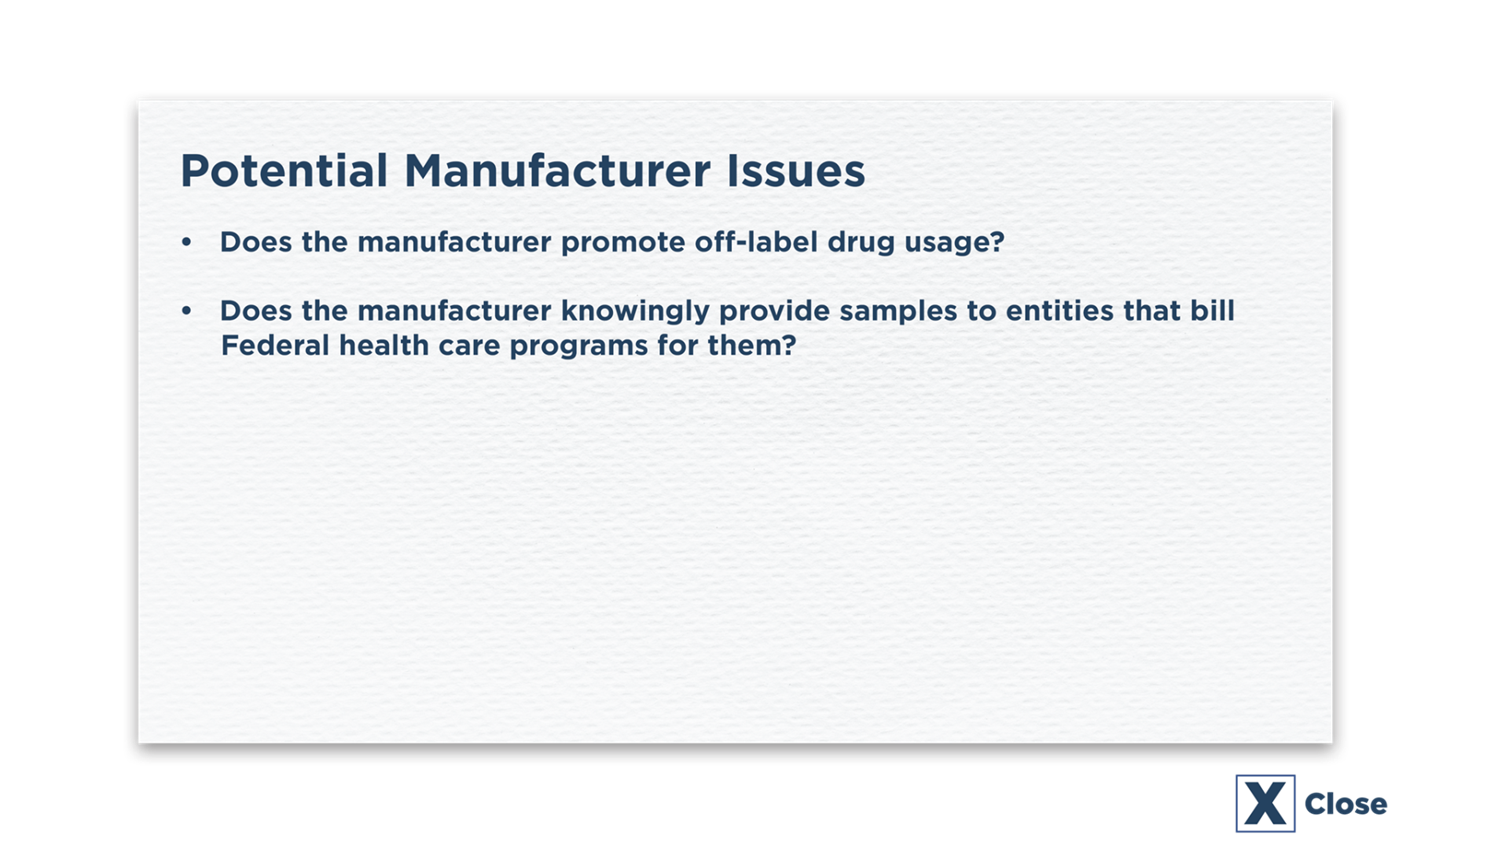 Potential Manufacturer Issues
• Does the manufacturer promote off-label drug usage?
• Does the manufacturer knowingly provide samples to entities that bill
Federal health care programs for them?
X Close